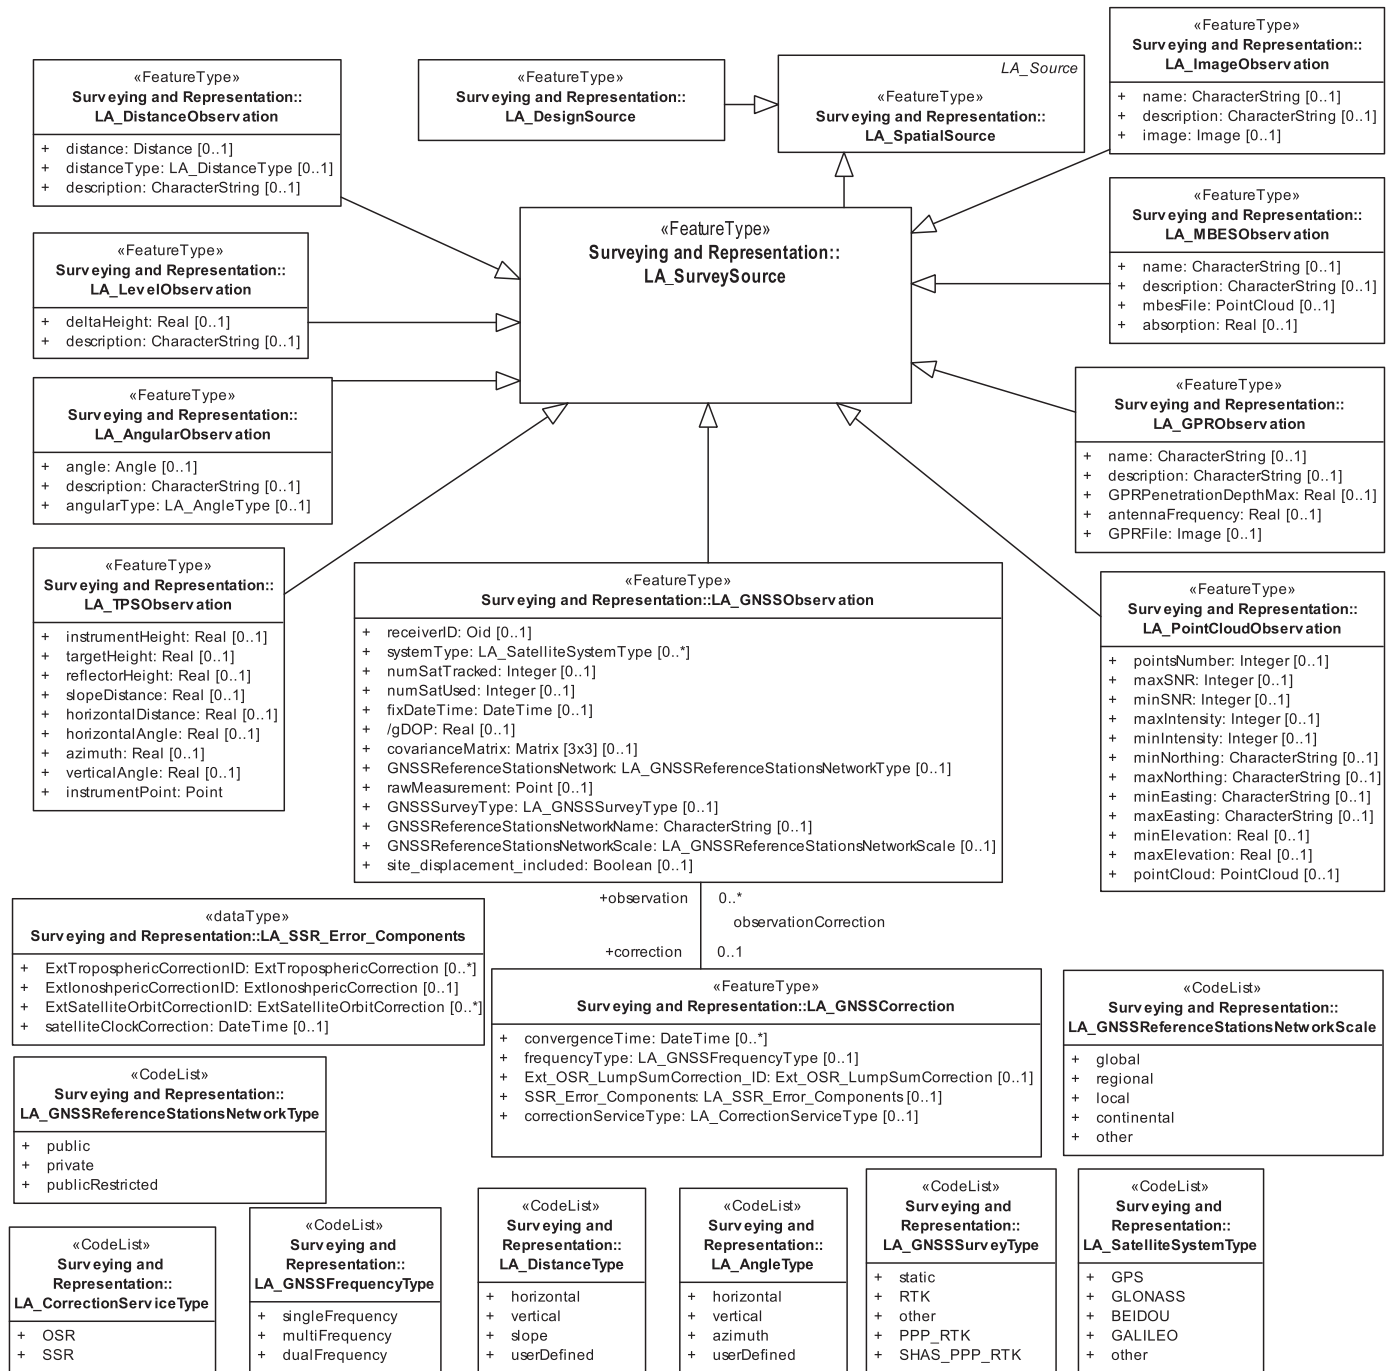 «FeatureType»
Surveying and Representation::
LA_DistanceObservation
+ distance: Distance [0..1]
+ distanceType: LA_DistanceType [0..1]
+ description: CharacterString [0..1]
«FeatureType»
Surveying and Representation::
LA_DesignSource
LA_Source
«FeatureType»
Surveying and Representation::
LA_SpatialSource
«FeatureType»
Surveying and Representation::
LA_ImageObservation
+ name: CharacterString [0..1]
+ description: CharacterString [0..1]
+ image: Image [0..1]
«FeatureType»
Surveying and Representation::
LA_LevelObservation
+ deltaHeight: Real [0..1]
+ description: CharacterString [0..1]
«FeatureType»
Surveying and Representation::
LA_SurveySource
«FeatureType»
Surveying and Representation::
LA_MBESObservation
+ name: CharacterString [0..1]
+ description: CharacterString [0..1]
+ mbesFile: PointCloud [0..1]
+ absorption: Real [0..1]
«FeatureType»
Surveying and Representation::
LA_AngularObservation
+ angle: Angle [0..1]
+ description: CharacterString [0..1]
+ angularType: LA_AngleType [0..1]
«FeatureType»
Surveying and Representation::
LA_GPRObservation
+ name: CharacterString [0..1]
+ description: CharacterString [0..1]
+ GPRPenetrationDepthMax: Real [0..1]
+ antennaFrequency: Real [0..1]
+ GPRFile: Image [0..1]
«FeatureType»
Surveying and Representation::
LA_TPSObservation
+ instrumentHeight: Real [0..1]
+ targetHeight: Real [0..1]
+ reflectorHeight: Real [0..1]
+ slopeDistance: Real [0..1]
+ horizontalDistance: Real [0..1]
+ horizontalAngle: Real [0..1]
+ azimuth: Real [0..1]
+ verticalAngle: Real [0..1]
+ instrumentPoint: Point
«FeatureType»
Surveying and Representation::LA_GNSSObservation
+ receiverID: Oid [0..1]
+ systemType: LA_SatelliteSystemType [0..*]
+ numSatTracked: Integer [0..1]
+ numSatUsed: Integer [0..1]
+ fixDateTime: DateTime [0..1]
+ /gDOP: Real [0..1]
+ covarianceMatrix: Matrix [3x3] [0..1]
+ GNSSReferenceStationsNetwork: LA_GNSSReferenceStationsNetworkType [0..1]
+ rawMeasurement: Point [0..1]
+ GNSSSurveyType: LA_GNSSSurveyType [0..1]
+ GNSSReferenceStationsNetworkName: CharacterString [0..1]
+ GNSSReferenceStationsNetworkScale: LA_GNSSReferenceStationsNetworkScale [0..1]
+ site_displacement_included: Boolean [0..1]
«FeatureType»
Surveying and Representation::
LA_PointCloudObservation
+ pointsNumber: Integer [0..1]
+ maxSNR: Integer [0..1]
+ minSNR: Integer [0..1]
+ maxIntensity: Integer [0..1]
+ minIntensity: Integer [0..1]
+ minNorthing: CharacterString [0..1]
+ maxNorthing: CharacterString [0..1]
+ minEasting: CharacterString [0..1]
+ maxEasting: CharacterString [0..1]
+ minElevation: Real [0..1]
+ maxElevation: Real [0..1]
+ pointCloud: PointCloud [0..1]
+observation 0..*
observationCorrection
+correction 0..1
«dataType»
Surveying and Representation::LA_SSR_Error_Components
+ ExtTroposphericCorrectionID: ExtTroposphericCorrection [0..*]
+ ExtIonoshpericCorrectionID: ExtIonoshpericCorrection [0..1]
+ ExtSatelliteOrbitCorrectionID: ExtSatelliteOrbitCorrection [0..*]
+ satelliteClockCorrection: DateTime [0..1]
«FeatureType»
Surveying and Representation::LA_GNSSCorrection
+ convergenceTime: DateTime [0..*]
+ frequencyType: LA_GNSSFrequencyType [0..1]
+ Ext_OSR_LumpSumCorrection_ID: Ext_OSR_LumpSumCorrection [0..1]
+ SSR_Error_Components: LA_SSR_Error_Components [0..1]
+ correctionServiceType: LA_CorrectionServiceType [0..1]
«CodeList»
Surveying and Representation::
LA_GNSSReferenceStationsNetworkScale
+ global
+ regional
+ local
+ continental
+ other
«CodeList»
Surveying and Representation::
LA_GNSSReferenceStationsNetworkType
+ public
+ private
+ publicRestricted
«CodeList»
Surveying and
Representation::
LA_CorrectionServiceType
+ OSR
+ SSR
«CodeList»
Surveying and
Representation::
LA_GNSSFrequencyType
+ singleFrequency
+ multiFrequency
+ dualFrequency
«CodeList»
Surveying and
Representation::
LA_DistanceType
+ horizontal
+ vertical
+ slope
+ userDefined
«CodeList»
Surveying and
Representation::
LA_AngleType
+ horizontal
+ vertical
+ azimuth
+ userDefined
«CodeList»
Surveying and
Representation::
LA_GNSSSurveyType
+ static
+ RTK
+ other
+ PPP_RTK
+ SHAS_PPP_RTK
«CodeList»
Surveying and
Representation::
LA_SatelliteSystemType
+ GPS
+ GLONASS
+ BEIDOU
+ GALILEO
+ other